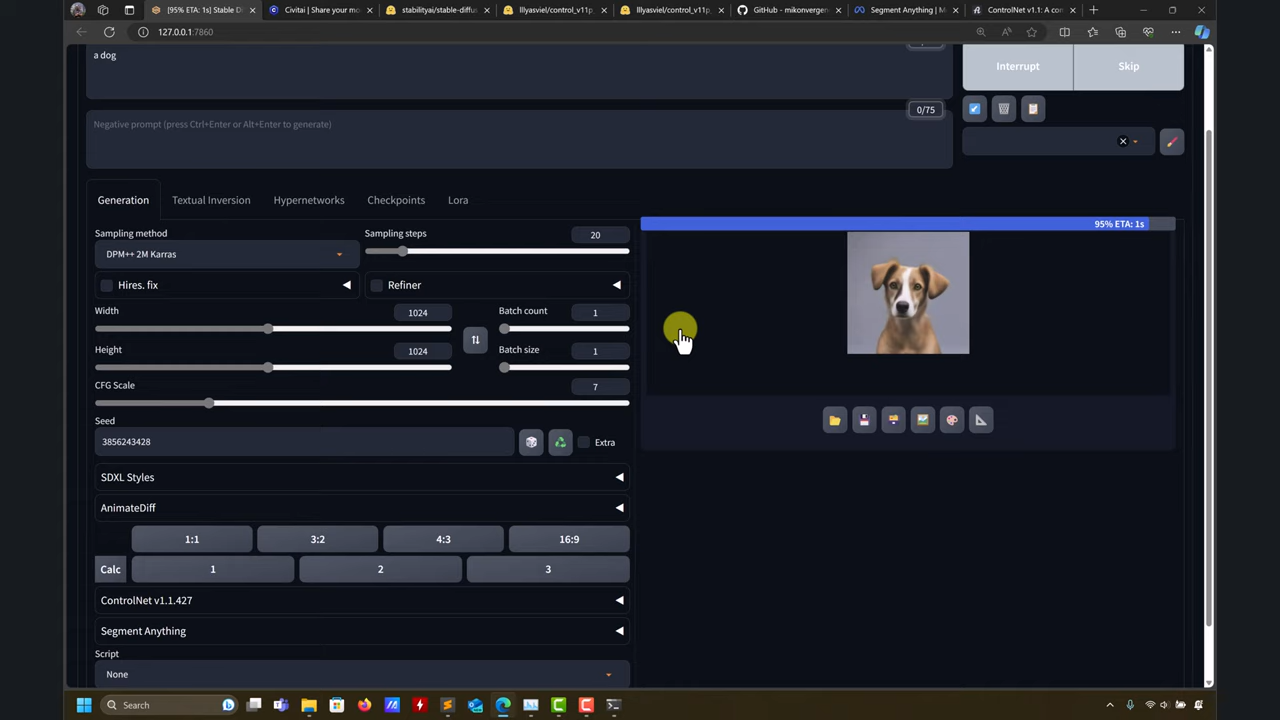 [95% ETA: 1s] Stable D
Civitai | Share your mo
stabilityai/stable-diffus
lllyasviel/control_v11p_
lllyasviel/control_v11p_
GitHub - mikonvergen
Segment Anything | M
ControlNet v1.1: A con
127.0.0.1:7860
a dog
Interrupt
Skip
0/75
Negative prompt (press Ctrl+Enter or Alt+Enter to generate)
Generation
Textual Inversion
Hypernetworks
Checkpoints
Lora
95% ETA: 1s
Sampling method
Sampling steps
20
DPM++ 2M Karras
Hires. fix
Refiner
Width
1024
Batch count
1
Height
1024
Batch size
1
CFG Scale
7
Seed
3856243428
Extra
SDXL Styles
AnimateDiff
1:1
3:2
4:3
16:9
Calc
1
2
3
ControlNet v1.1.427
Segment Anything
Script
None
Search